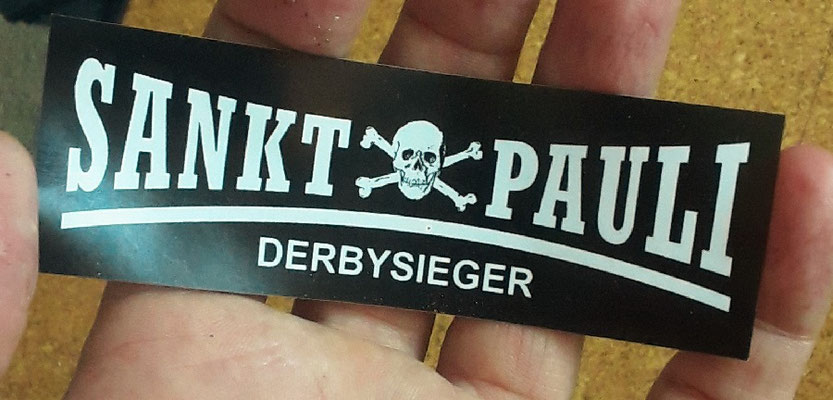 SANKT PAULI
DERBYSIEGER